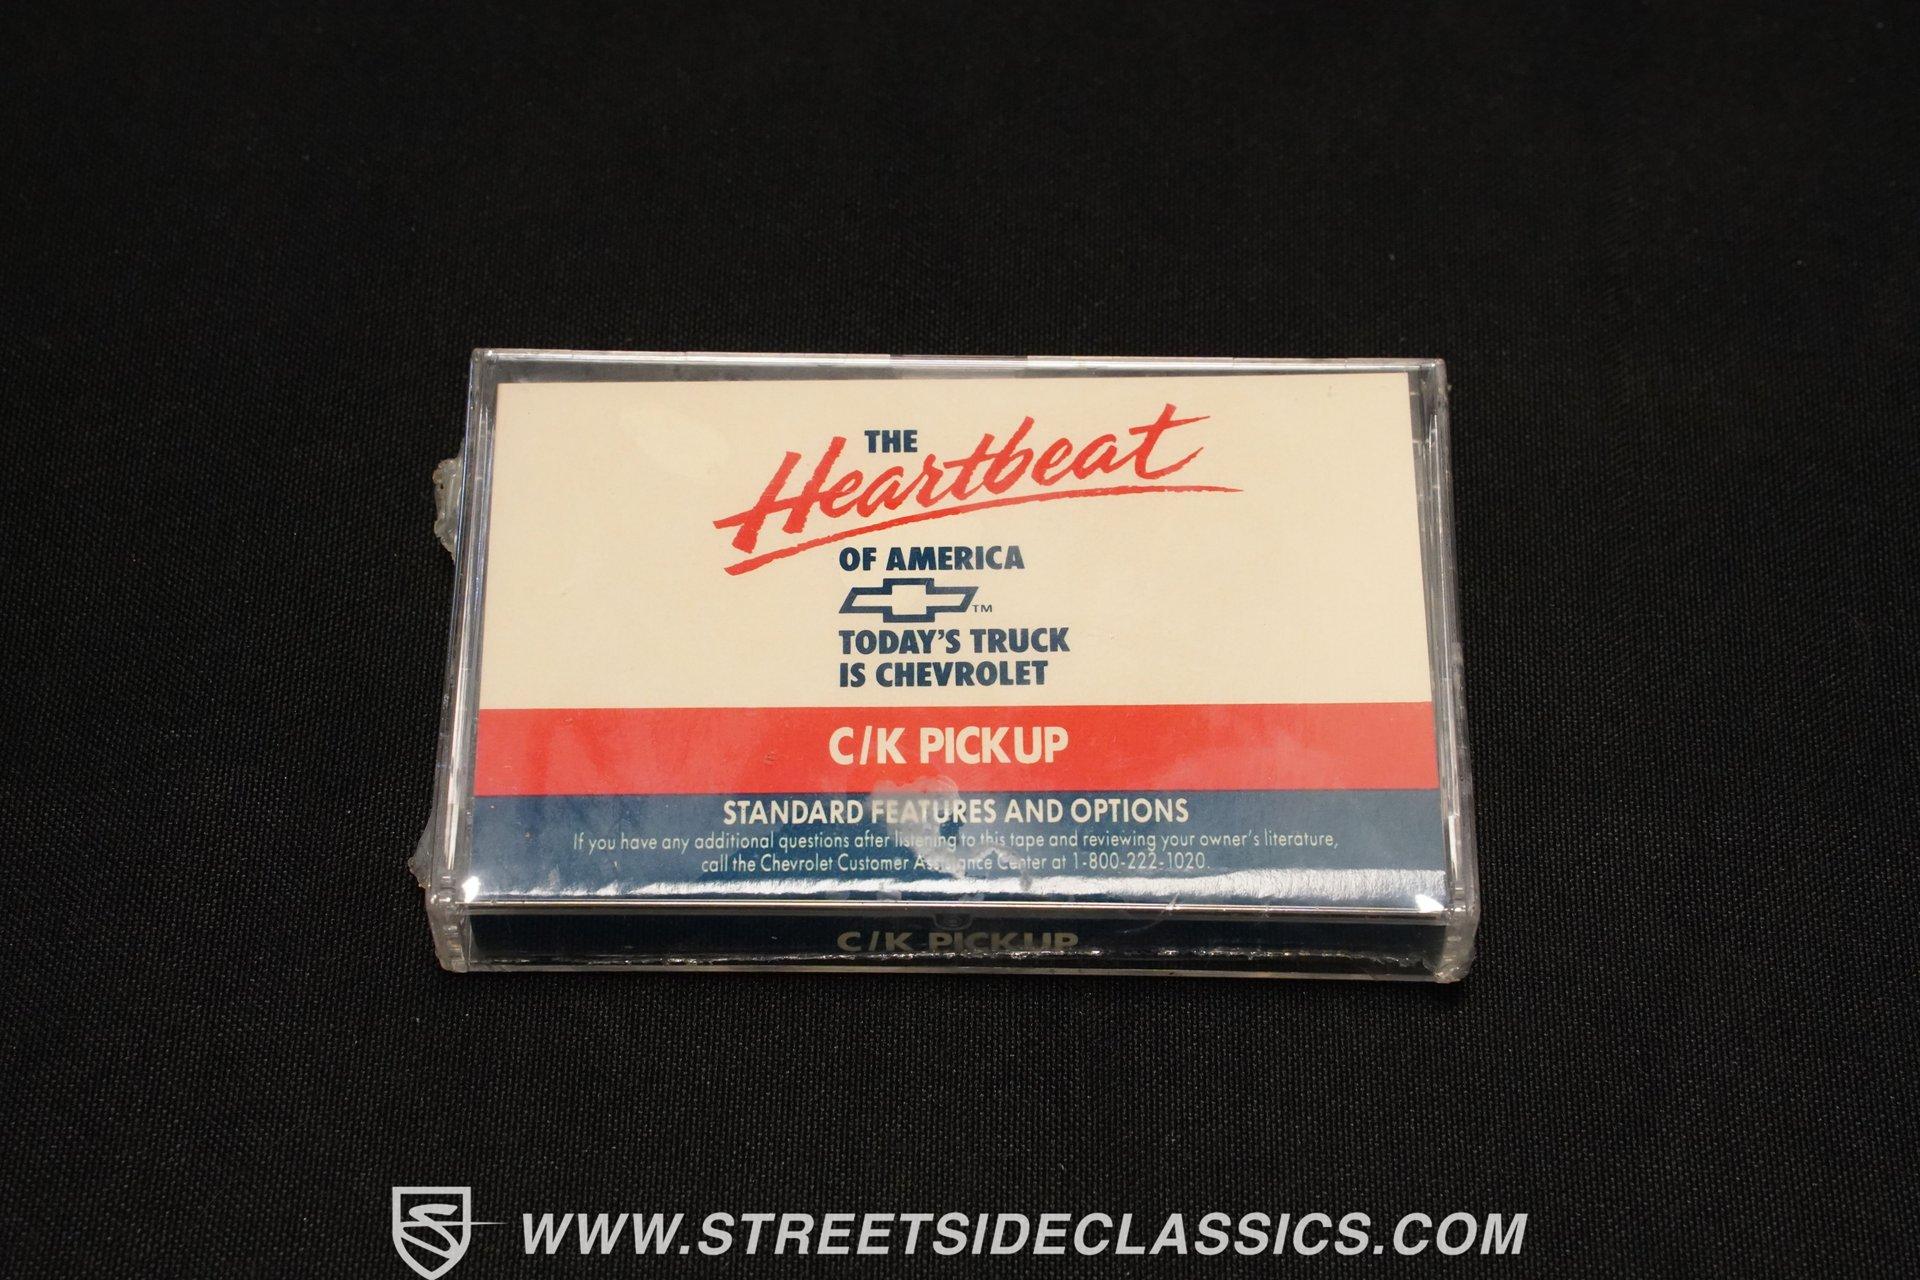 THE
Heartbeat
OF AMERICA
TM
TODAY'S TRUCK
IS CHEVROLET
C/K PICKUP
STANDARD FEATURES AND OPTIONS
If you have any additional questions after listening to this tape and reviewing your owner's literature,
call the Chevrolet Customer Assistance Center at 1-800-222-1020.
C/K PICKUP
WWW.STREETSIDECLASSICS.COM